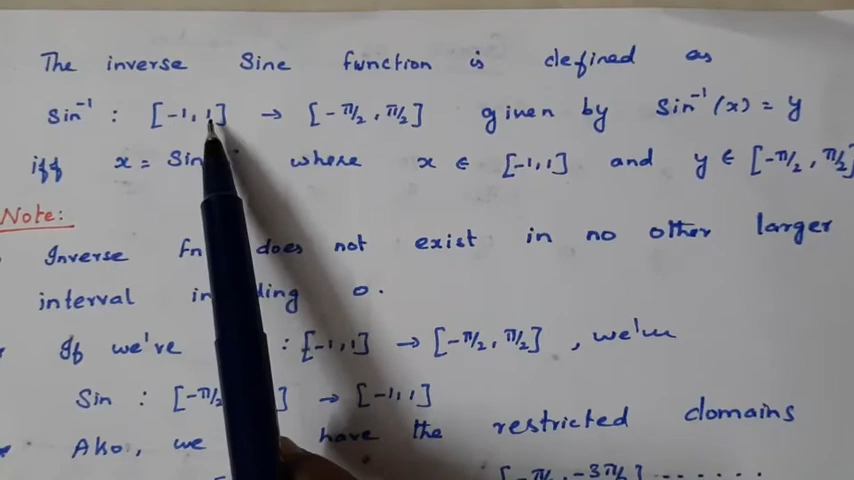 The inverse Sine function is defined as
Sin⁻¹ : [-1,1] → [-π/2, π/2] given by Sin⁻¹(x) = y
iff x = Sin where x ∈ [-1,1] and y ∈ [-π/2, π/2]
Note:
Inverse Fn does not exist in no other larger
interval 0.
If we've : [-1,1] → [-π/2, π/2], we'll
Sin : [-π/2 ] → [-1,1]
Also, we have the restricted domains
-3π/2] ......